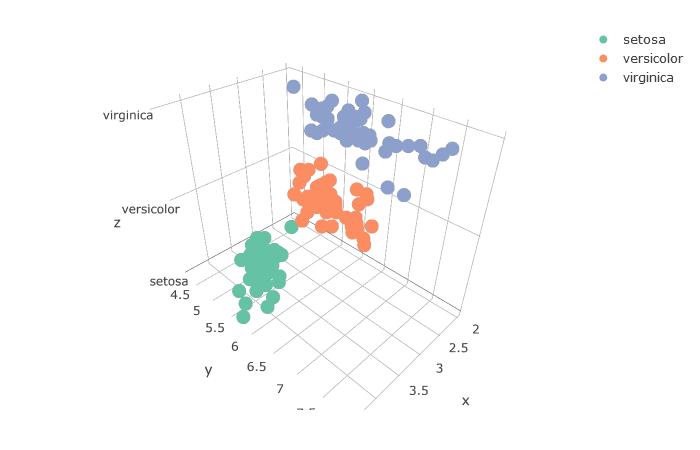 setosa
versicolor
virginica
virginica
versicolor
z
setosa
4.5
5
5.5
6
6.5
7
y
2
2.5
3
3.5
x